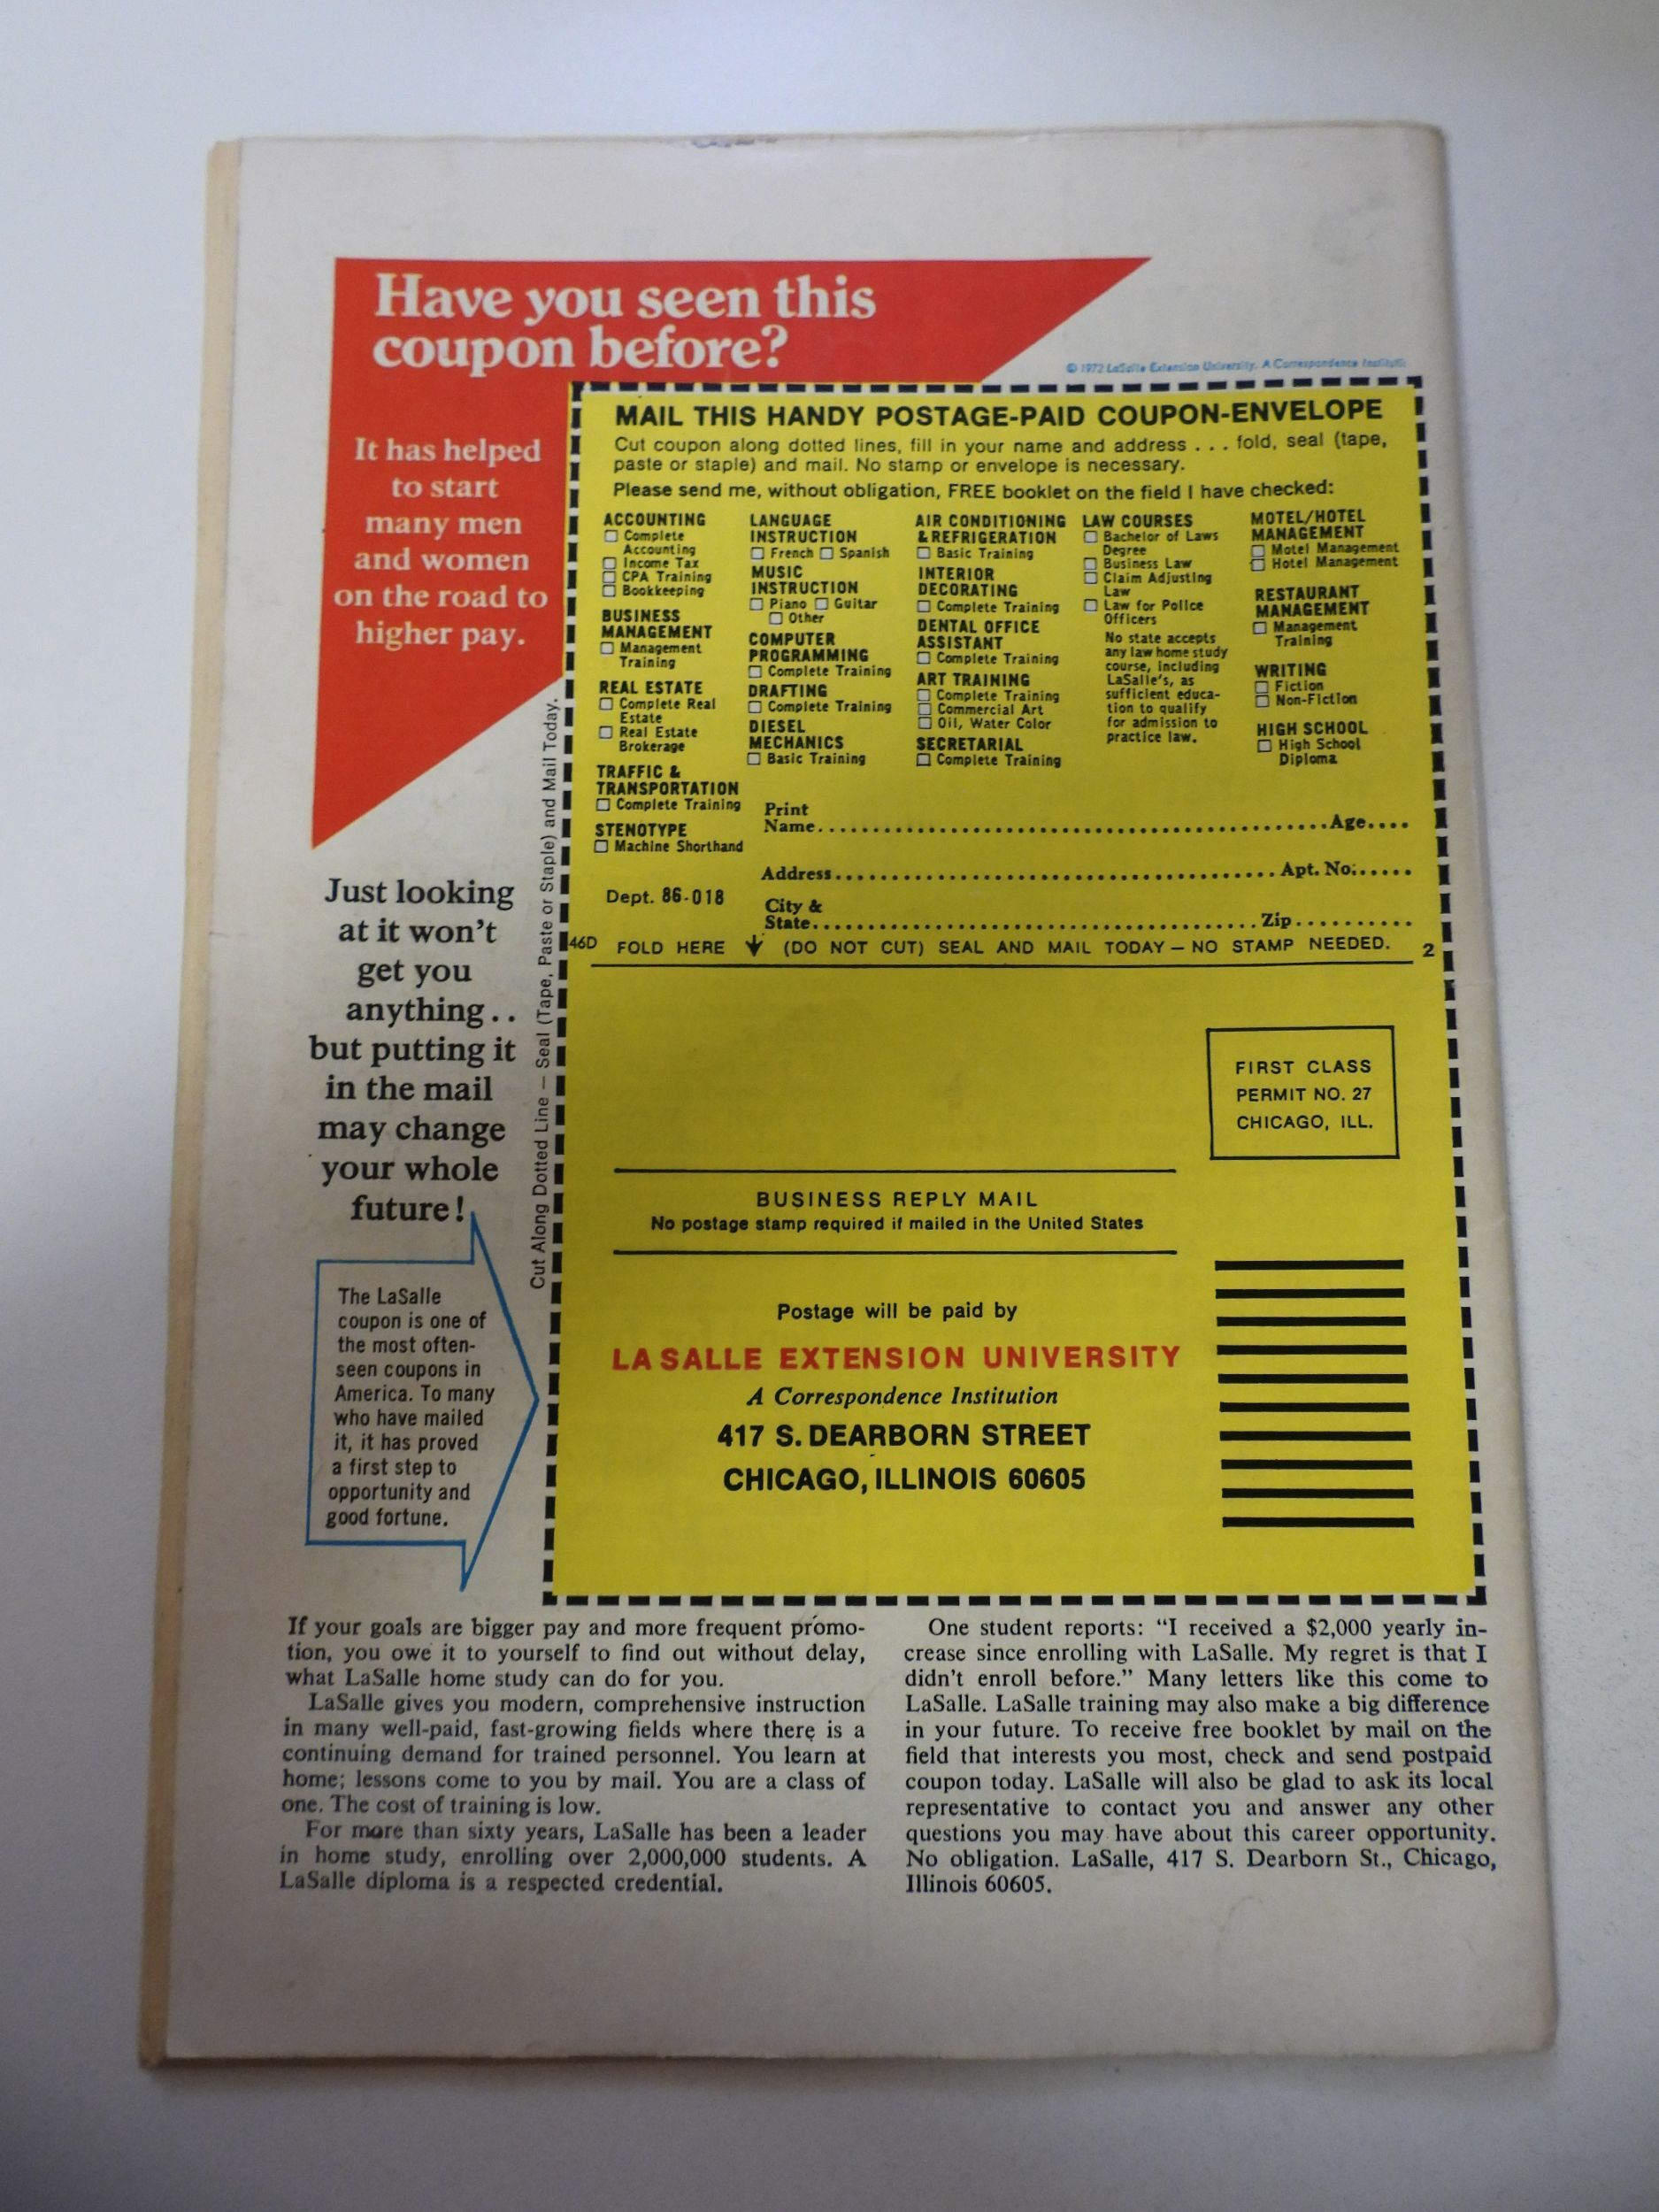 Have you seen this
coupon before?
It has helped
to start
many men
and women
on the road to
higher pay.
Just looking
at it won't
get you
anything..
but putting it
in the mail
may change
your whole
future!
The LaSalle
coupon is one of
the most often-
seen coupons in
America. To many
who have mailed
it, it has proved
a first step to
opportunity and
good fortune.
Cut Along Dotted Line — Seal (Tape, Paste or Staple) and Mail Today.
© 1972 LaSalle Extension University. A Correspondence
MAIL THIS HANDY POSTAGE-PAID COUPON-ENVELOPE
Cut coupon along dotted lines, fill in your name and address . . . fold, seal (tape,
paste or staple) and mail. No stamp or envelope is necessary.
Please send me, without obligation, FREE booklet on the field I have checked:
ACCOUNTING
Complete
Accounting
Income Tax
CPA Training
Bookkeeping
BUSINESS
MANAGEMENT
Management
Training
REAL ESTATE
Complete Real
Estate
Real Estate
Brokerage
TRAFFIC &
TRANSPORTATION
Complete Training
STENOTYPE
Machine Shorthand
LANGUAGE
INSTRUCTION
French Spanish
MUSIC
INSTRUCTION
Piano Guitar
Other
COMPUTER
PROGRAMMING
Complete Training
DRAFTING
Complete Training
DIESEL
MECHANICS
Basic Training
AIR CONDITIONING
& REFRIGERATION
Basic Training
INTERIOR
DECORATING
Complete Training
DENTAL OFFICE
ASSISTANT
Complete Training
ART TRAINING
Complete Training
Commercial Art
Oil, Water Color
SECRETARIAL
Complete Training
LAW COURSES
Bachelor of Laws
Degree
Business Law
Claim Adjusting
Law
Law for Police
Officers
No state accepts
any law home study
course, including
LaSalle's, as
sufficient educa-
tion to qualify
for admission to
practice law.
MOTEL/HOTEL
MANAGEMENT
Motel Management
Hotel Management
RESTAURANT
MANAGEMENT
Management
Training
WRITING
Fiction
Non-Fiction
HIGH SCHOOL
High School
Diploma
Print
Name.......... Age....
Address.......... Apt. No......
Dept. 86-018
City &
State.......... Zip..........
46D FOLD HERE (DO NOT CUT) SEAL AND MAIL TODAY — NO STAMP NEEDED. 2
FIRST CLASS
PERMIT NO. 27
CHICAGO, ILL.
BUSINESS REPLY MAIL
No postage stamp required if mailed in the United States
Postage will be paid by
LA SALLE EXTENSION UNIVERSITY
A Correspondence Institution
417 S. DEARBORN STREET
CHICAGO, ILLINOIS 60605
If your goals are bigger pay and more frequent promo-
tion, you owe it to yourself to find out without delay,
what LaSalle home study can do for you.
LaSalle gives you modern, comprehensive instruction
in many well-paid, fast-growing fields where there is a
continuing demand for trained personnel. You learn at
home; lessons come to you by mail. You are a class of
one. The cost of training is low.
For more than sixty years, LaSalle has been a leader
in home study, enrolling over 2,000,000 students. A
LaSalle diploma is a respected credential.
One student reports: "I received a $2,000 yearly in-
crease since enrolling with LaSalle. My regret is that I
didn't enroll before." Many letters like this come to
LaSalle. LaSalle training may also make a big difference
in your future. To receive free booklet by mail on the
field that interests you most, check and send postpaid
coupon today. LaSalle will also be glad to ask its local
representative to contact you and answer any other
questions you may have about this career opportunity.
No obligation. LaSalle, 417 S. Dearborn St., Chicago,
Illinois 60605.